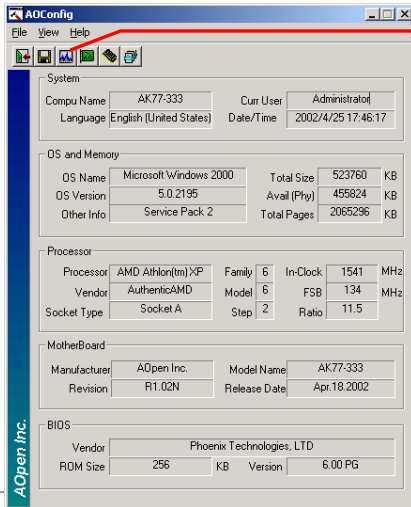 AOConfig
File View Help
System
Compu Name AK77-333 Curr User Administrator
Language English (United States) Date/Time 2002/4/25 17:46:17
OS and Memory
OS Name Microsoft Windows 2000 Total Size 523760 KB
OS Version 5.0.2195 Avail (Phy) 455824 KB
Other Info Service Pack 2 Total Pages 2065296 KB
Processor
Processor AMD Athlon(tm) XP Family 6 In-Clock 1541 MHz
Vendor AuthenticAMD Model 6 FSB 134 MHz
Socket Type Socket A Step 2 Ratio 11.5
MotherBoard
Manufacturer AOpen Inc. Model Name AK77-333
Revision R1.02N Release Date Apr.18.2002
BIOS
Vendor Phoenix Technologies, LTD
ROM Size 256 KB Version 6.00 PG
AOpen Inc.